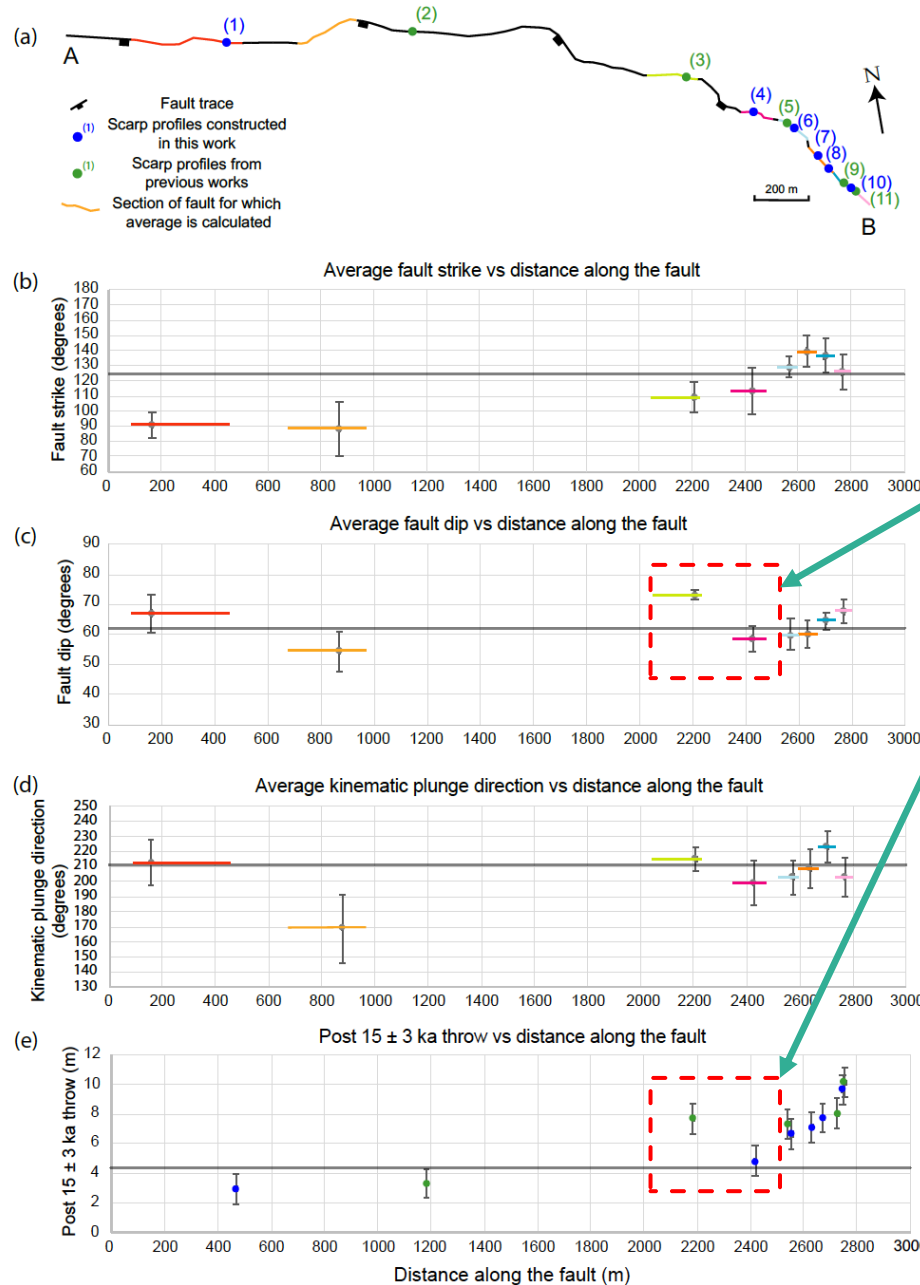 (a)
A
(1)
(2)
(3)
(4)
(5)
(6)
(7)
(8)
(9)
(10)
(11)
B
N
200 m
Fault trace
(1) Scarp profiles constructed
in this work
(1) Scarp profiles from
previous works
Section of fault for which
average is calculated
(b)
Average fault strike vs distance along the fault
Fault strike (degrees)
180
170
160
150
140
130
120
110
100
90
80
70
60
0 200 400 600 800 1000 1200 1400 1600 1800 2000 2200 2400 2600 2800 3000
(c)
Average fault dip vs distance along the fault
Fault dip (degrees)
90
80
70
60
50
40
30
0 200 400 600 800 1000 1200 1400 1600 1800 2000 2200 2400 2600 2800 3000
(d)
Average kinematic plunge direction vs distance along the fault
Kinematic plunge direction
(degrees)
250
240
230
220
210
200
190
180
170
160
150
140
130
0 200 400 600 800 1000 1200 1400 1600 1800 2000 2200 2400 2600 2800 3000
(e)
Post 15 ± 3 ka throw vs distance along the fault
Post 15 ± 3 ka throw (m)
12
10
8
6
4
2
0
0 200 400 600 800 1000 1200 1400 1600 1800 2000 2200 2400 2600 2800 3000
Distance along the fault (m)